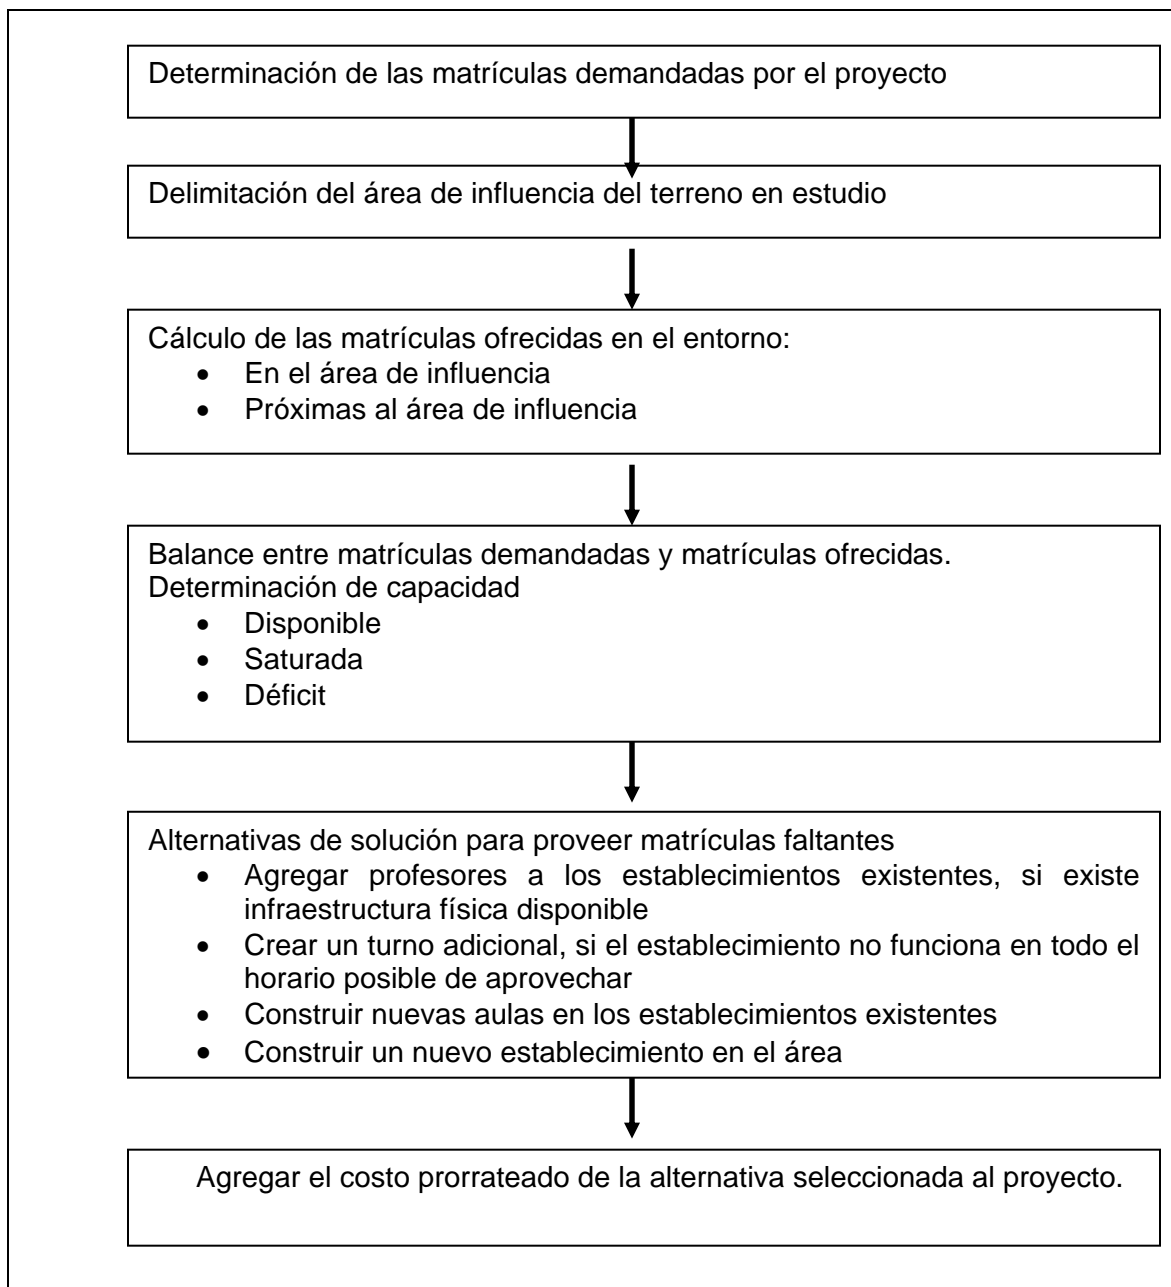 Determinación de las matrículas demandadas por el proyecto
Delimitación del área de influencia del terreno en estudio
Cálculo de las matrículas ofrecidas en el entorno:
• En el área de influencia
• Próximas al área de influencia
Balance entre matrículas demandadas y matrículas ofrecidas.
Determinación de capacidad
• Disponible
• Saturada
• Déficit
Alternativas de solución para proveer matrículas faltantes
• Agregar profesores a los establecimientos existentes, si existe
infraestructura física disponible
• Crear un turno adicional, si el establecimiento no funciona en todo el
horario posible de aprovechar
• Construir nuevas aulas en los establecimientos existentes
• Construir un nuevo establecimiento en el área
Agregar el costo prorrateado de la alternativa seleccionada al proyecto.